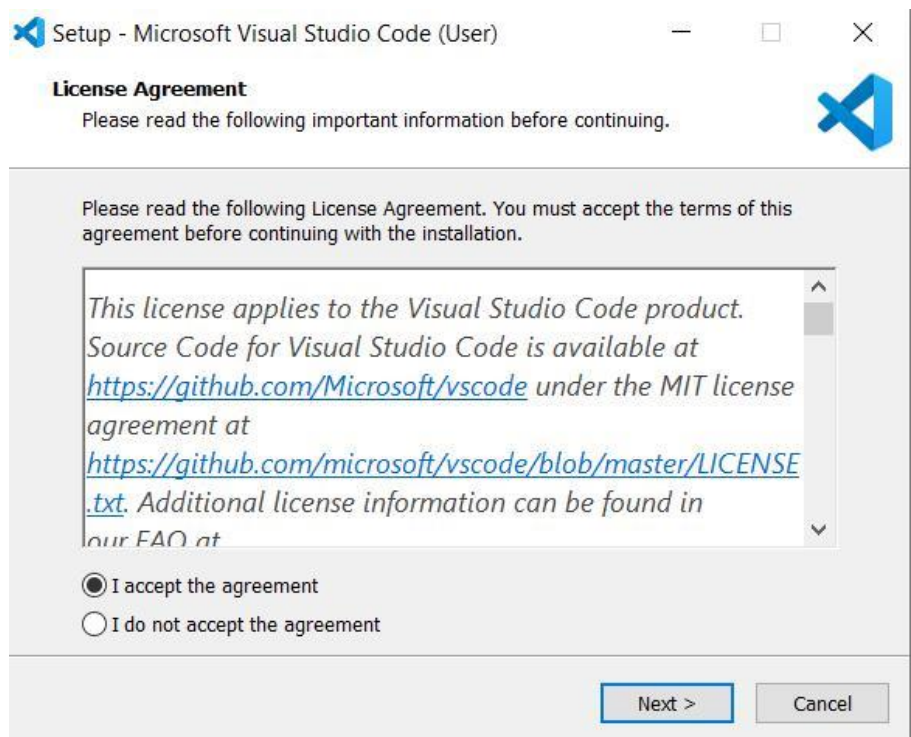 Setup - Microsoft Visual Studio Code (User)
License Agreement
Please read the following important information before continuing.
Please read the following License Agreement. You must accept the terms of this
agreement before continuing with the installation.
This license applies to the Visual Studio Code product.
Source Code for Visual Studio Code is available at
https://github.com/Microsoft/vscode under the MIT license
agreement at
https://github.com/microsoft/vscode/blob/master/LICENSE
.txt. Additional license information can be found in
our FAQ at
I accept the agreement
I do not accept the agreement
Next >
Cancel